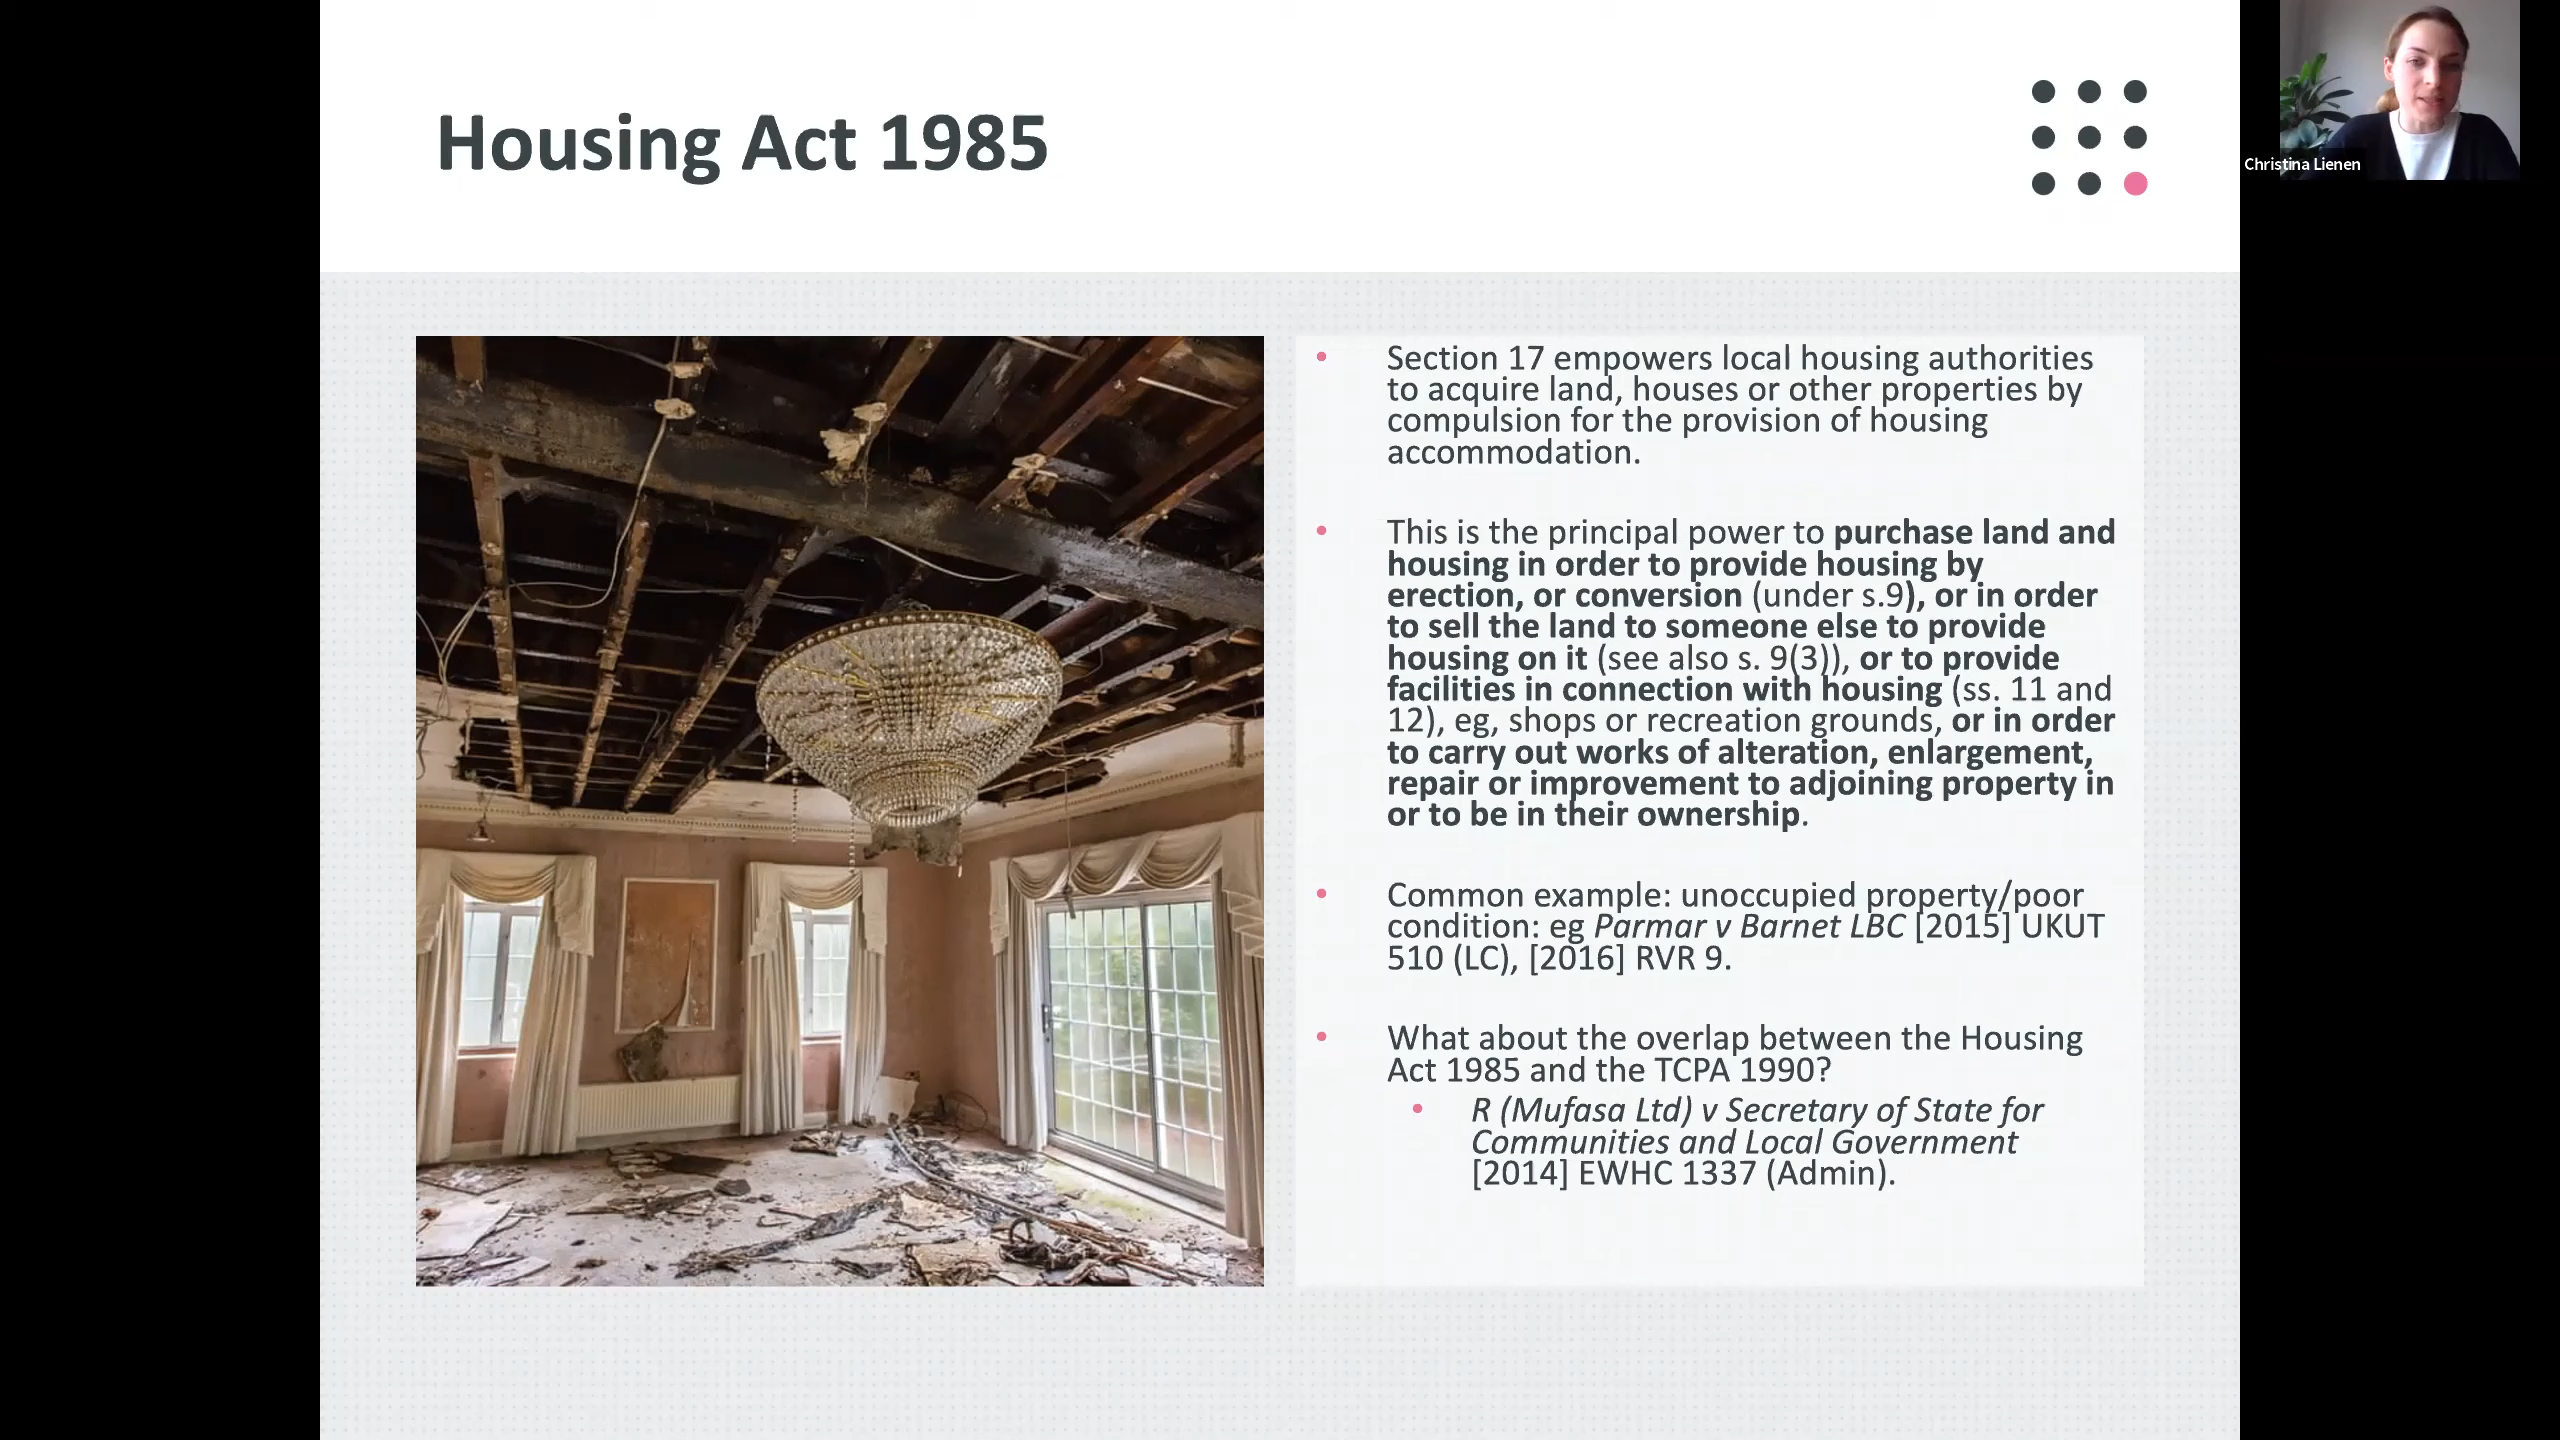 Housing Act 1985
Christina Lienen
• Section 17 empowers local housing authorities
to acquire land, houses or other properties by
compulsion for the provision of housing
accommodation.
• This is the principal power to purchase land and
housing in order to provide housing by
erection, or conversion (under s.9), or in order
to sell the land to someone else to provide
housing on it (see also s. 9(3)), or to provide
facilities in connection with housing (ss. 11 and
12), eg, shops or recreation grounds, or in order
to carry out works of alteration, enlargement,
repair or improvement to adjoining property in
or to be in their ownership.
• Common example: unoccupied property/poor
condition: eg Parmar v Barnet LBC [2015] UKUT
510 (LC), [2016] RVR 9.
• What about the overlap between the Housing
Act 1985 and the TCPA 1990?
• R (Mufasa Ltd) v Secretary of State for
Communities and Local Government
[2014] EWHC 1337 (Admin).